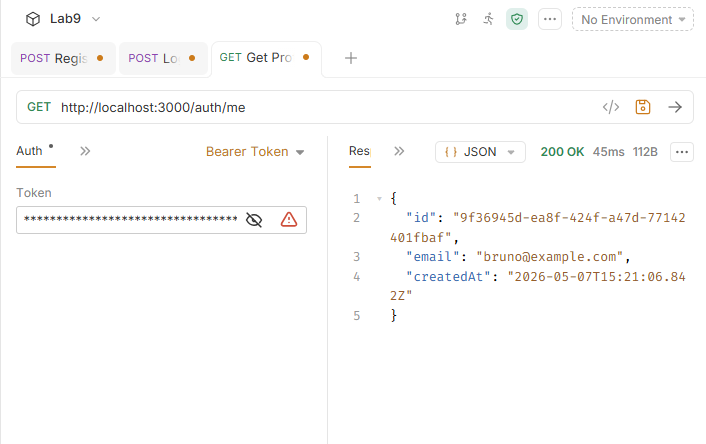 Lab9
No Environment
POST Regis
POST Lo
GET Get Pro
GET http://localhost:3000/auth/me
Auth
Bearer Token
Token
*********************************
Res
{ } JSON
200 OK 45ms 112B
1 {
2 "id": "9f36945d-ea8f-424f-a47d-77142
401fbaf",
3 "email": "bruno@example.com",
4 "createdAt": "2026-05-07T15:21:06.84
2Z"
5 }